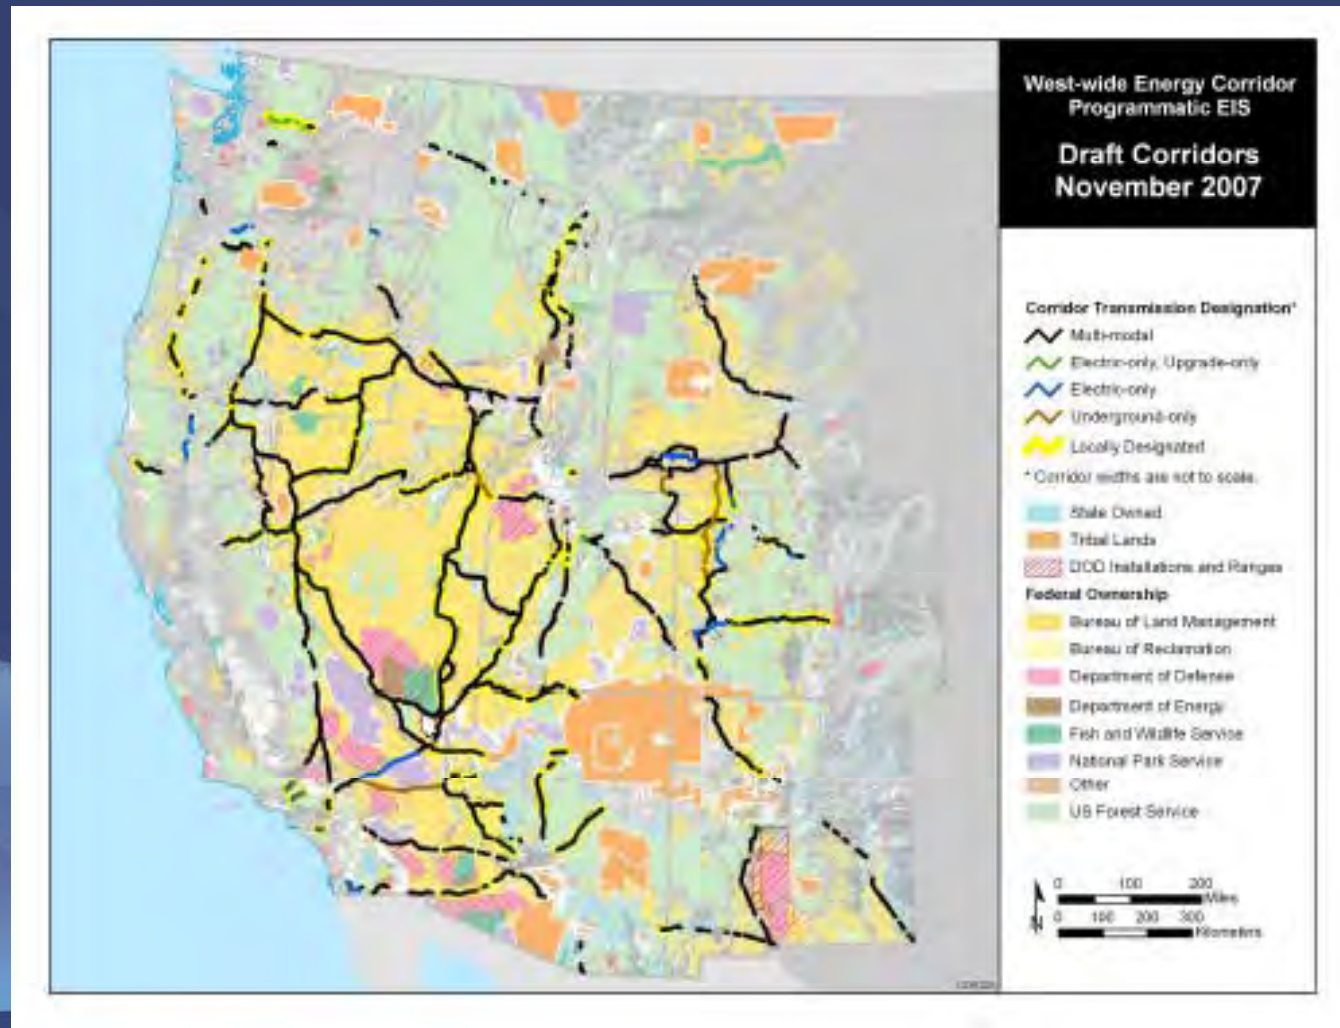 West-wide Energy Corridor
Programmatic EIS
Draft Corridors
November 2007
Corridor Transmission Designation*
Multi-modal
Electric-only, Upgrade-only
Electric-only
Underground-only
Locally Designated
* Corridor widths are not to scale.
State Owned
Tribal Lands
DOD Installations and Ranges
Federal Ownership
Bureau of Land Management
Bureau of Reclamation
Department of Defense
Department of Energy
Fish and Wildlife Service
National Park Service
Other
US Forest Service
0 100 200
Miles
N
0 100 200 300
Kilometers